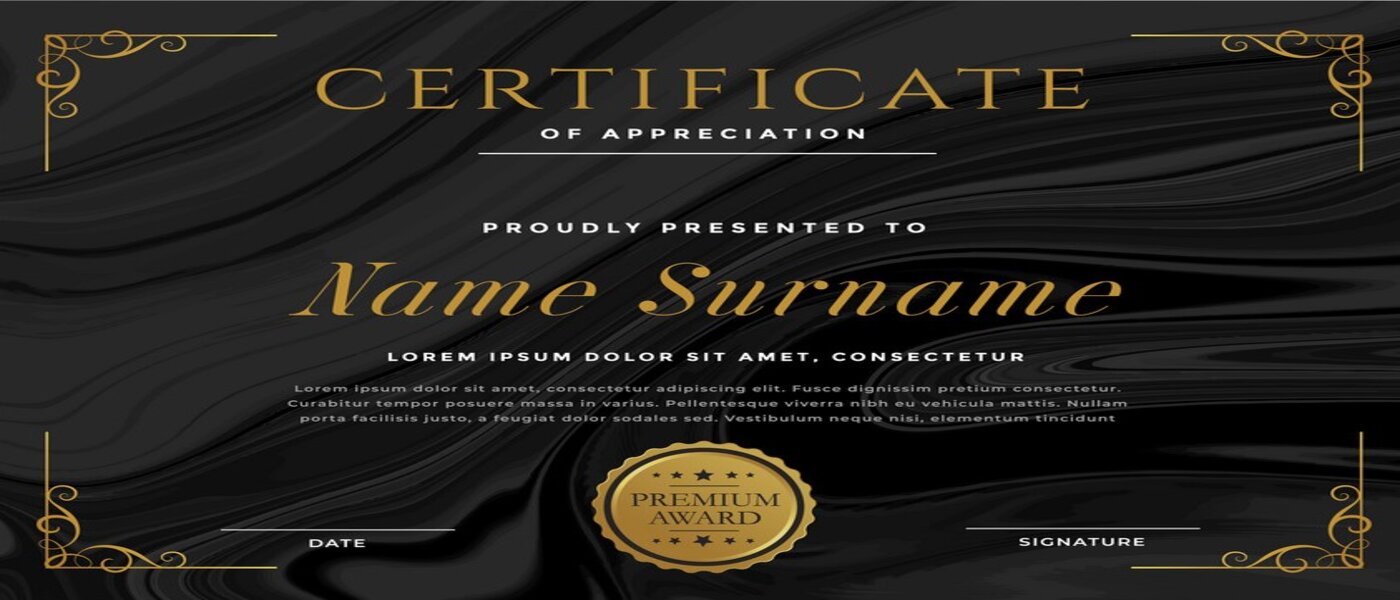 CERTIFICATE
OF APPRECIATION
PROUDLY PRESENTED TO
Name Surname
LOREM IPSUM DOLOR SIT AMET, CONSECTETUR
Lorem ipsum dolor sit amet, consectetur adipiscing elit. Fusce dignissim pretium consectetur.
Curabitur tempor posuere massa in varius. Pellentesque viverra nibh eu vehicula mattis. Nullam
porta facilisis justo, a feugiat dolor sodales sed. Vestibulum neque nisi, elementum tincidunt
PREMIUM
AWARD
DATE
SIGNATURE